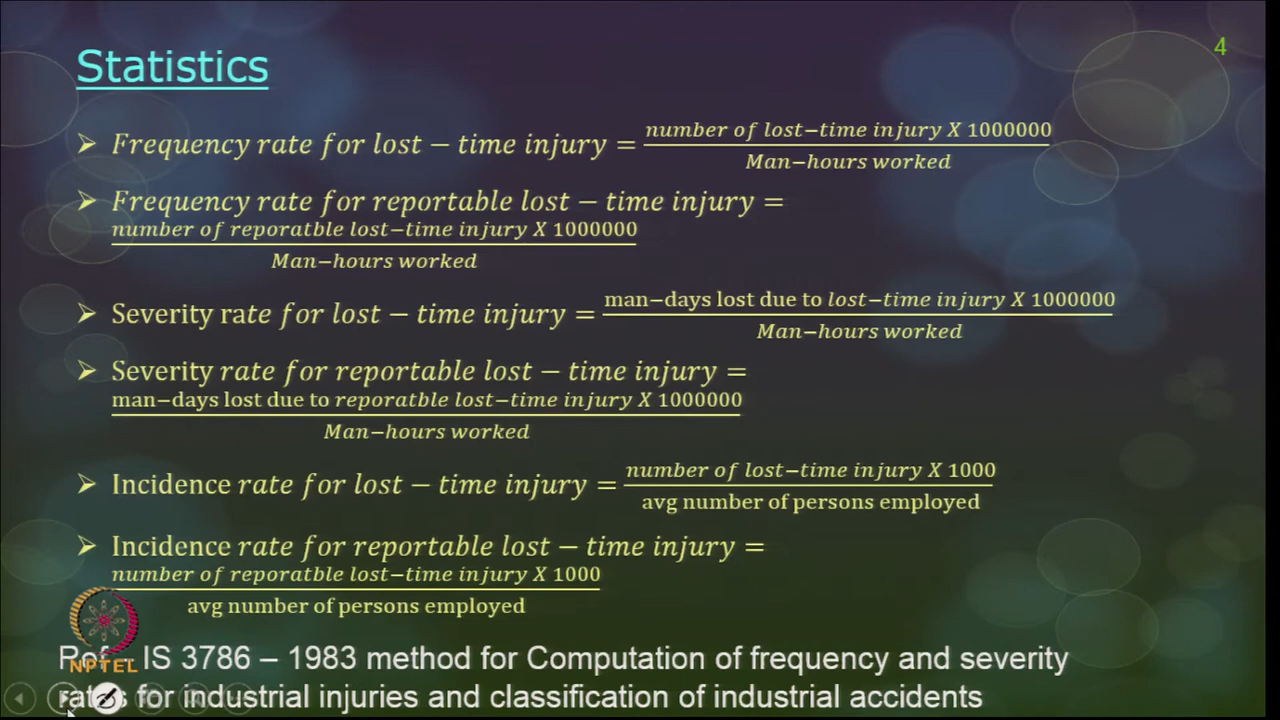 4
Statistics
➢ Frequency rate for lost − time injury = number of lost−time injury X 1000000 / Man−hours worked
➢ Frequency rate for reportable lost − time injury =
number of reporatble lost−time injury X 1000000
Man−hours worked
➢ Severity rate for lost − time injury = man−days lost due to lost−time injury X 1000000 / Man−hours worked
➢ Severity rate for reportable lost − time injury =
man−days lost due to reporatble lost−time injury X 1000000
Man−hours worked
➢ Incidence rate for lost − time injury = number of lost−time injury X 1000 / avg number of persons employed
➢ Incidence rate for reportable lost − time injury =
number of reporatble lost−time injury X 1000
avg number of persons employed
NPTEL
IS 3786 – 1983 method for Computation of frequency and severity
for industrial injuries and classification of industrial accidents